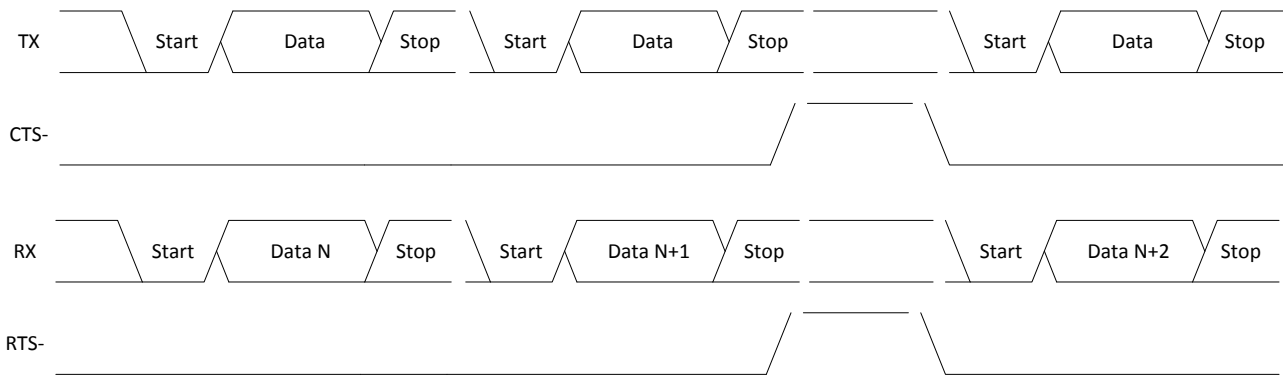 TX Start Data Stop Start Data Stop Start Data Stop
CTS-
RX Start Data N Stop Start Data N+1 Stop Start Data N+2 Stop
RTS-